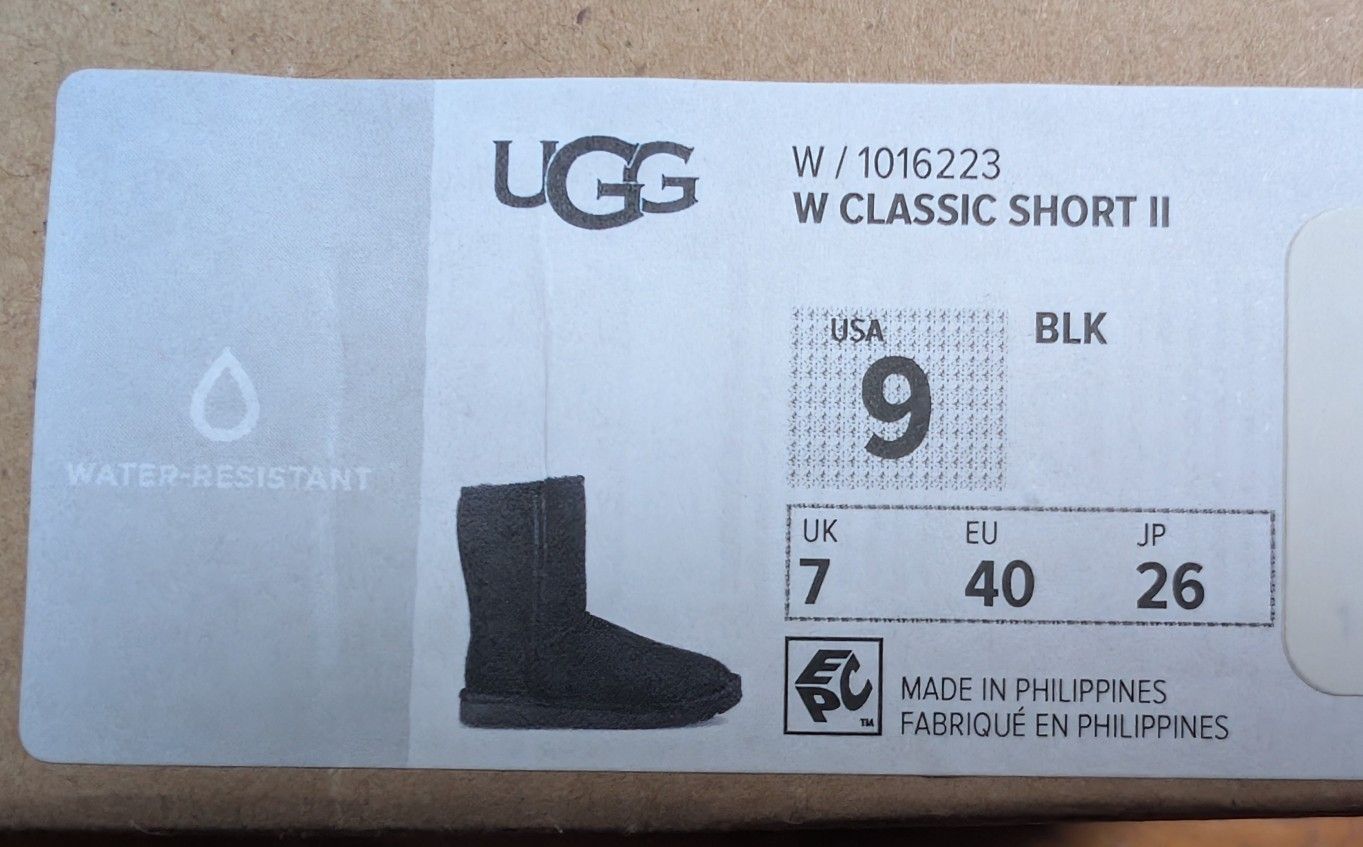 WATER-RESISTANT
UGG
W / 1016223
W CLASSIC SHORT II
USA
9
BLK
UK EU JP
7 40 26
EPC TM
MADE IN PHILIPPINES
FABRIQUÉ EN PHILIPPINES